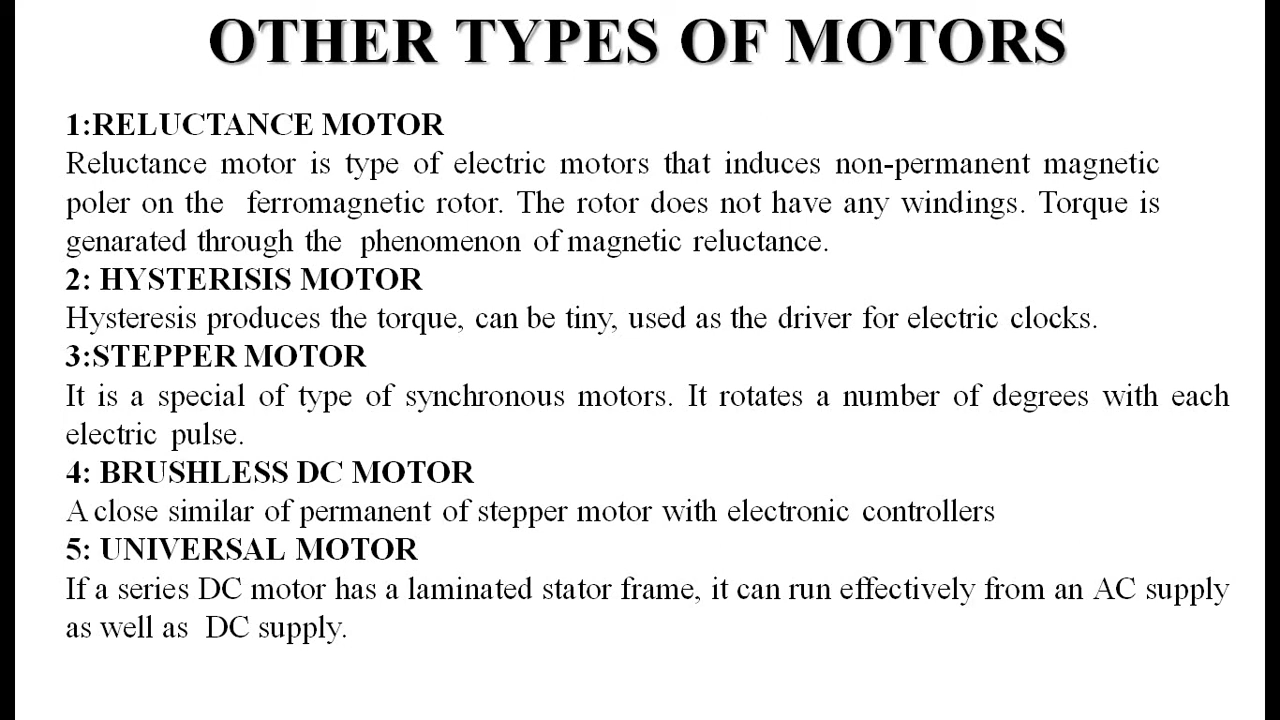 OTHER TYPES OF MOTORS
1:RELUCTANCE MOTOR
Reluctance motor is type of electric motors that induces non-permanent magnetic
poler on the ferromagnetic rotor. The rotor does not have any windings. Torque is
genarated through the phenomenon of magnetic reluctance.
2: HYSTERISIS MOTOR
Hysteresis produces the torque, can be tiny, used as the driver for electric clocks.
3:STEPPER MOTOR
It is a special of type of synchronous motors. It rotates a number of degrees with each
electric pulse.
4: BRUSHLESS DC MOTOR
A close similar of permanent of stepper motor with electronic controllers
5: UNIVERSAL MOTOR
If a series DC motor has a laminated stator frame, it can run effectively from an AC supply
as well as DC supply.